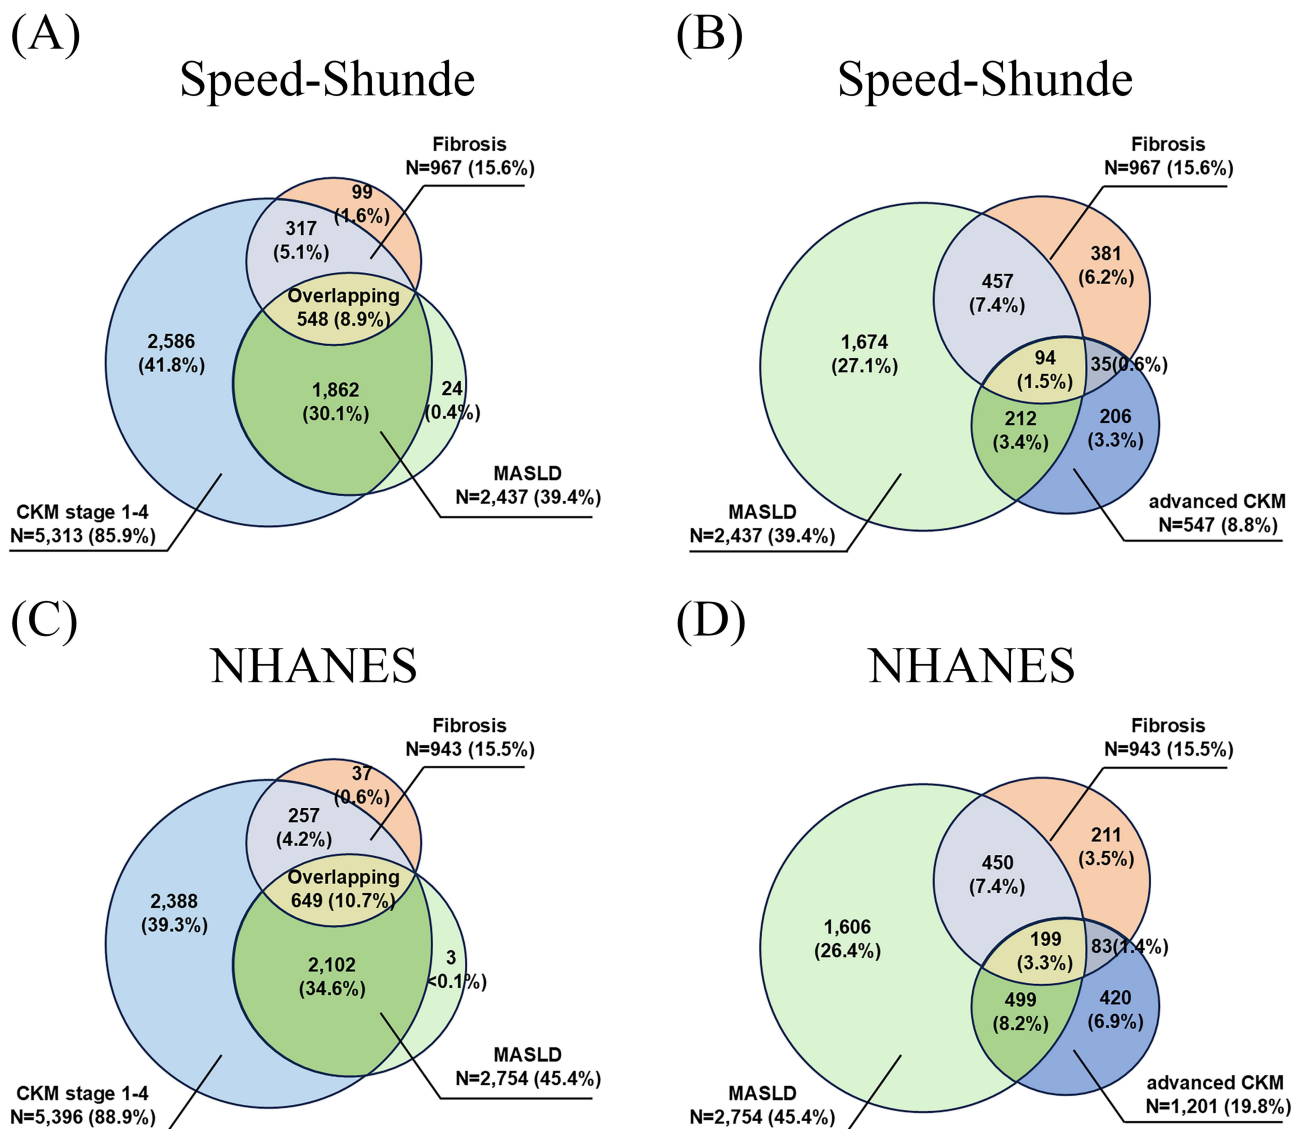 (A)
Speed-Shunde
Fibrosis
N=967 (15.6%)
99
(1.6%)
317
(5.1%)
Overlapping
548 (8.9%)
2,586
(41.8%)
1,862
(30.1%)
24
(0.4%)
MASLD
N=2,437 (39.4%)
CKM stage 1-4
N=5,313 (85.9%)
(B)
Speed-Shunde
Fibrosis
N=967 (15.6%)
381
(6.2%)
457
(7.4%)
1,674
(27.1%)
94
(1.5%)
35(0.6%)
212
(3.4%)
206
(3.3%)
advanced CKM
N=547 (8.8%)
MASLD
N=2,437 (39.4%)
(C)
NHANES
Fibrosis
N=943 (15.5%)
37
(0.6%)
257
(4.2%)
Overlapping
649 (10.7%)
2,388
(39.3%)
2,102
(34.6%)
3
<0.1%)
MASLD
N=2,754 (45.4%)
CKM stage 1-4
N=5,396 (88.9%)
(D)
NHANES
Fibrosis
N=943 (15.5%)
211
(3.5%)
450
(7.4%)
1,606
(26.4%)
199
(3.3%)
83(1.4%)
499
(8.2%)
420
(6.9%)
advanced CKM
N=1,201 (19.8%)
MASLD
N=2,754 (45.4%)